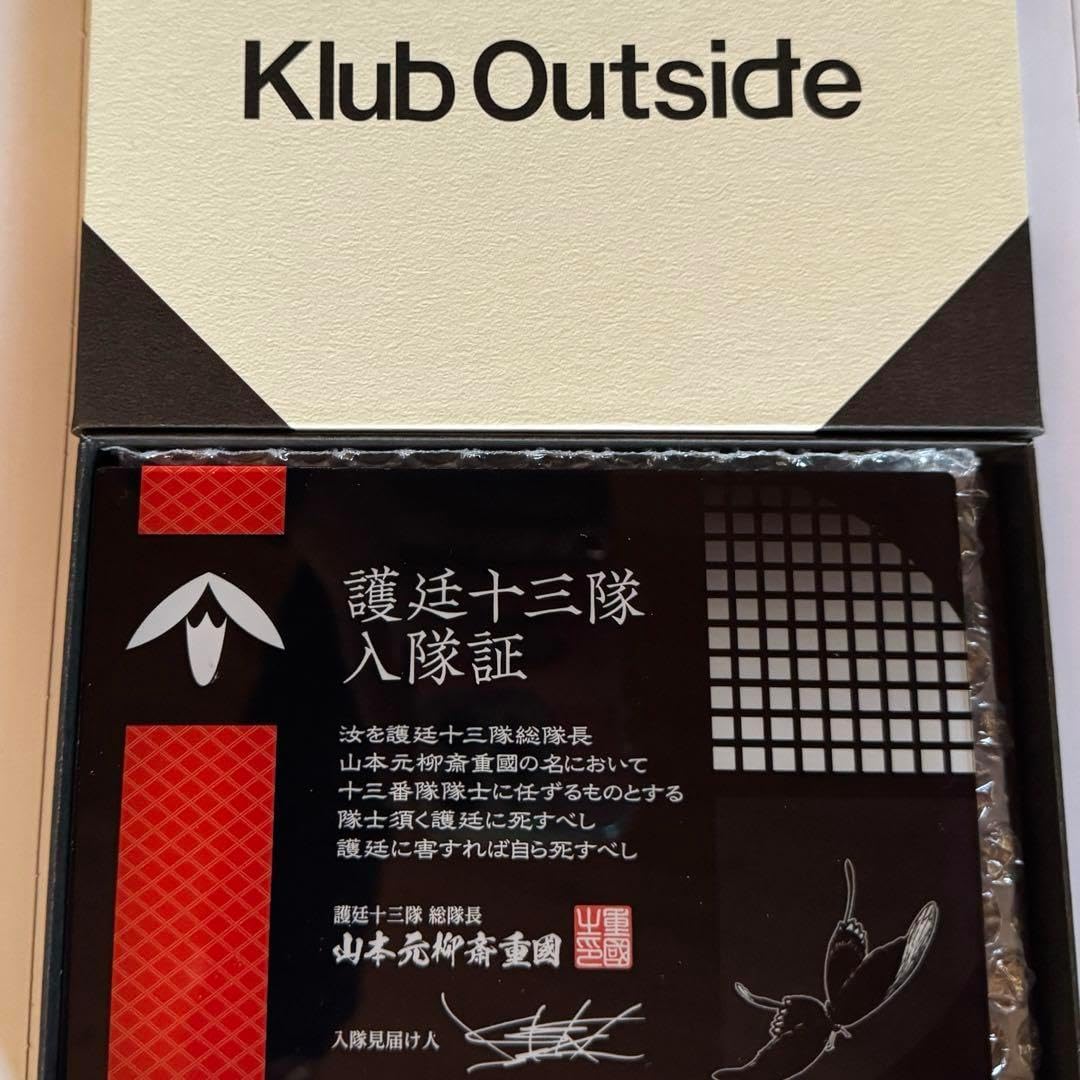 Klub Outside
護廷十三隊
入隊証
汝を護廷十三隊総隊長
山本元柳斎重國の名において
十三番隊隊士に任ずるものとする
隊士須く護廷に死すべし
護廷に害すれば自ら死すべし
護廷十三隊 総隊長
山本元柳斎重國
重國之印
入隊見届け人